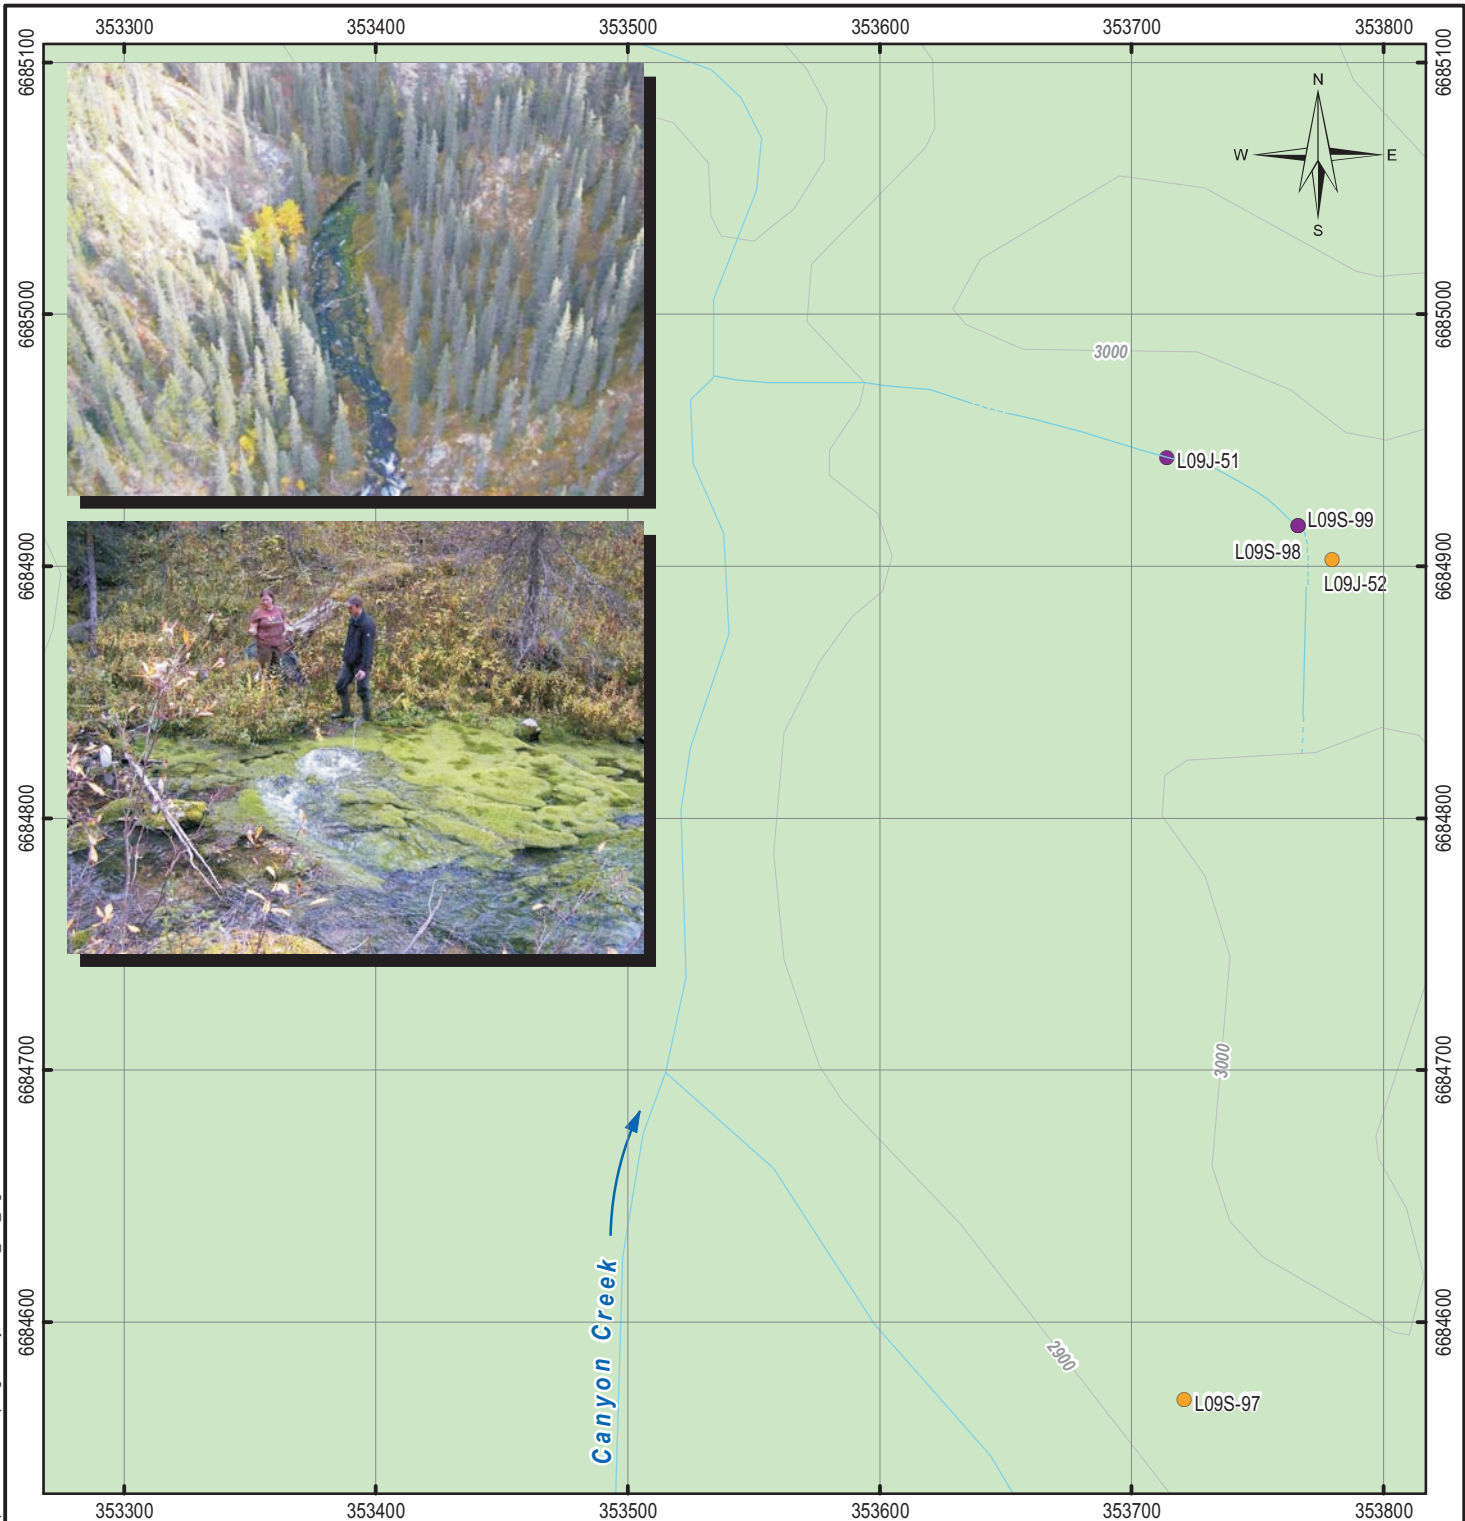 353300 353400 353500 353600 353700 353800
6685100 6685100
N
W E
S
6685000 6685000
3000
L09J-51
L09S-99
L09S-98
L09J-52
6684900 6684900
6684800 6684800
3000
6684700 6684700
Canyon Creek
6684600 6684600
2900
L09S-97
353300 353400 353500 353600 353700 353800